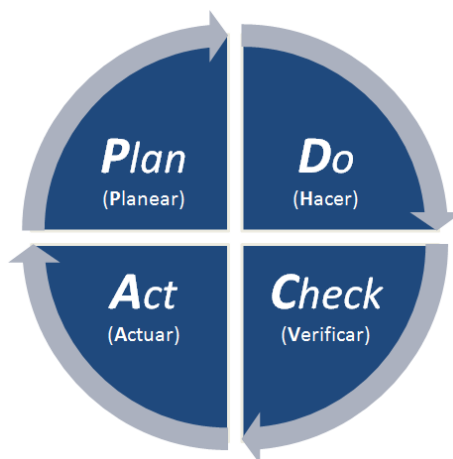 Plan
(Planear)
Do
(Hacer)
Check
(Verificar)
Act
(Actuar)